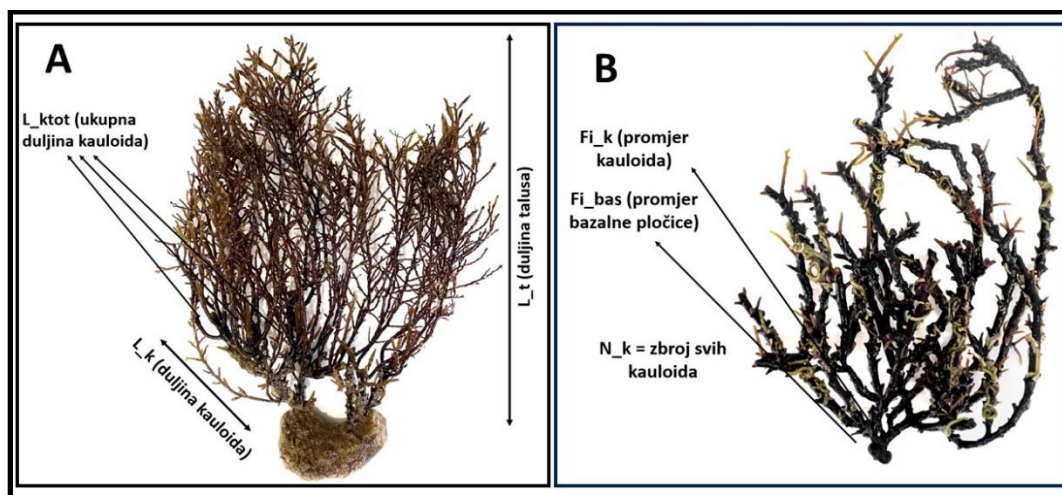 A
L_ktot (ukupna
duljina kauloida)
L_k (duljina kauloida)
L_t (duljina talusa)
B
Fi_k (promjer
kauloida)
Fi_bas (promjer
bazalne pločice)
N_k = zbroj svih
kauloida